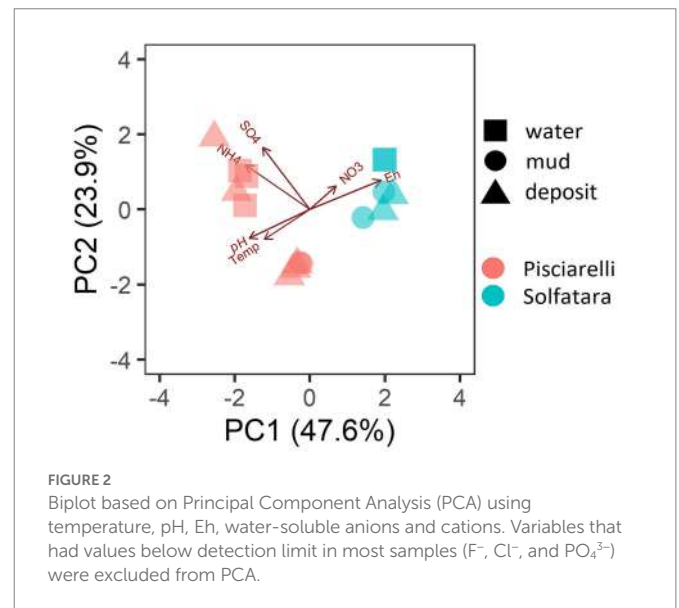 4
2
0
-2
-4
PC2 (23.9%)
SO4
NH4
NO3
Eh
pH
Temp
-4 -2 0 2 4
PC1 (47.6%)
water
mud
deposit
Pisciarelli
Solfatara
FIGURE 2
Biplot based on Principal Component Analysis (PCA) using
temperature, pH, Eh, water-soluble anions and cations. Variables that
had values below detection limit in most samples (F⁻, Cl⁻, and PO₄³⁻)
were excluded from PCA.